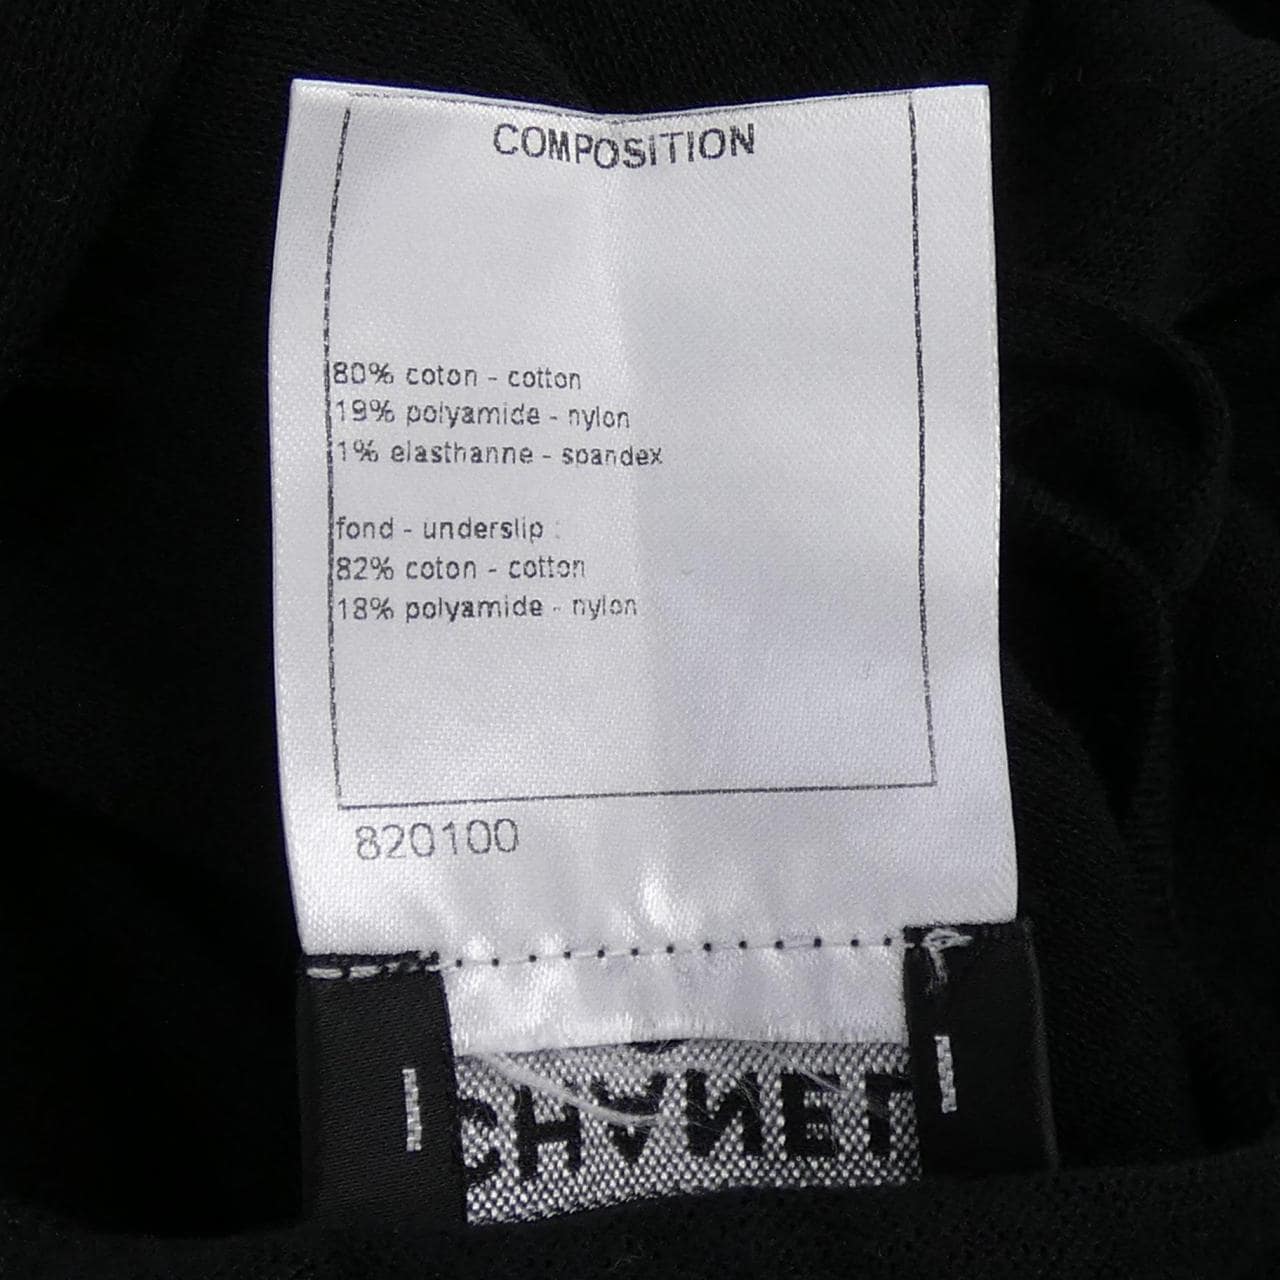 COMPOSITION
80% coton - cotton
19% polyamide - nylon
1% elasthanne - spandex
fond - underslip :
82% coton - cotton
18% polyamide - nylon
820100
CHANEL